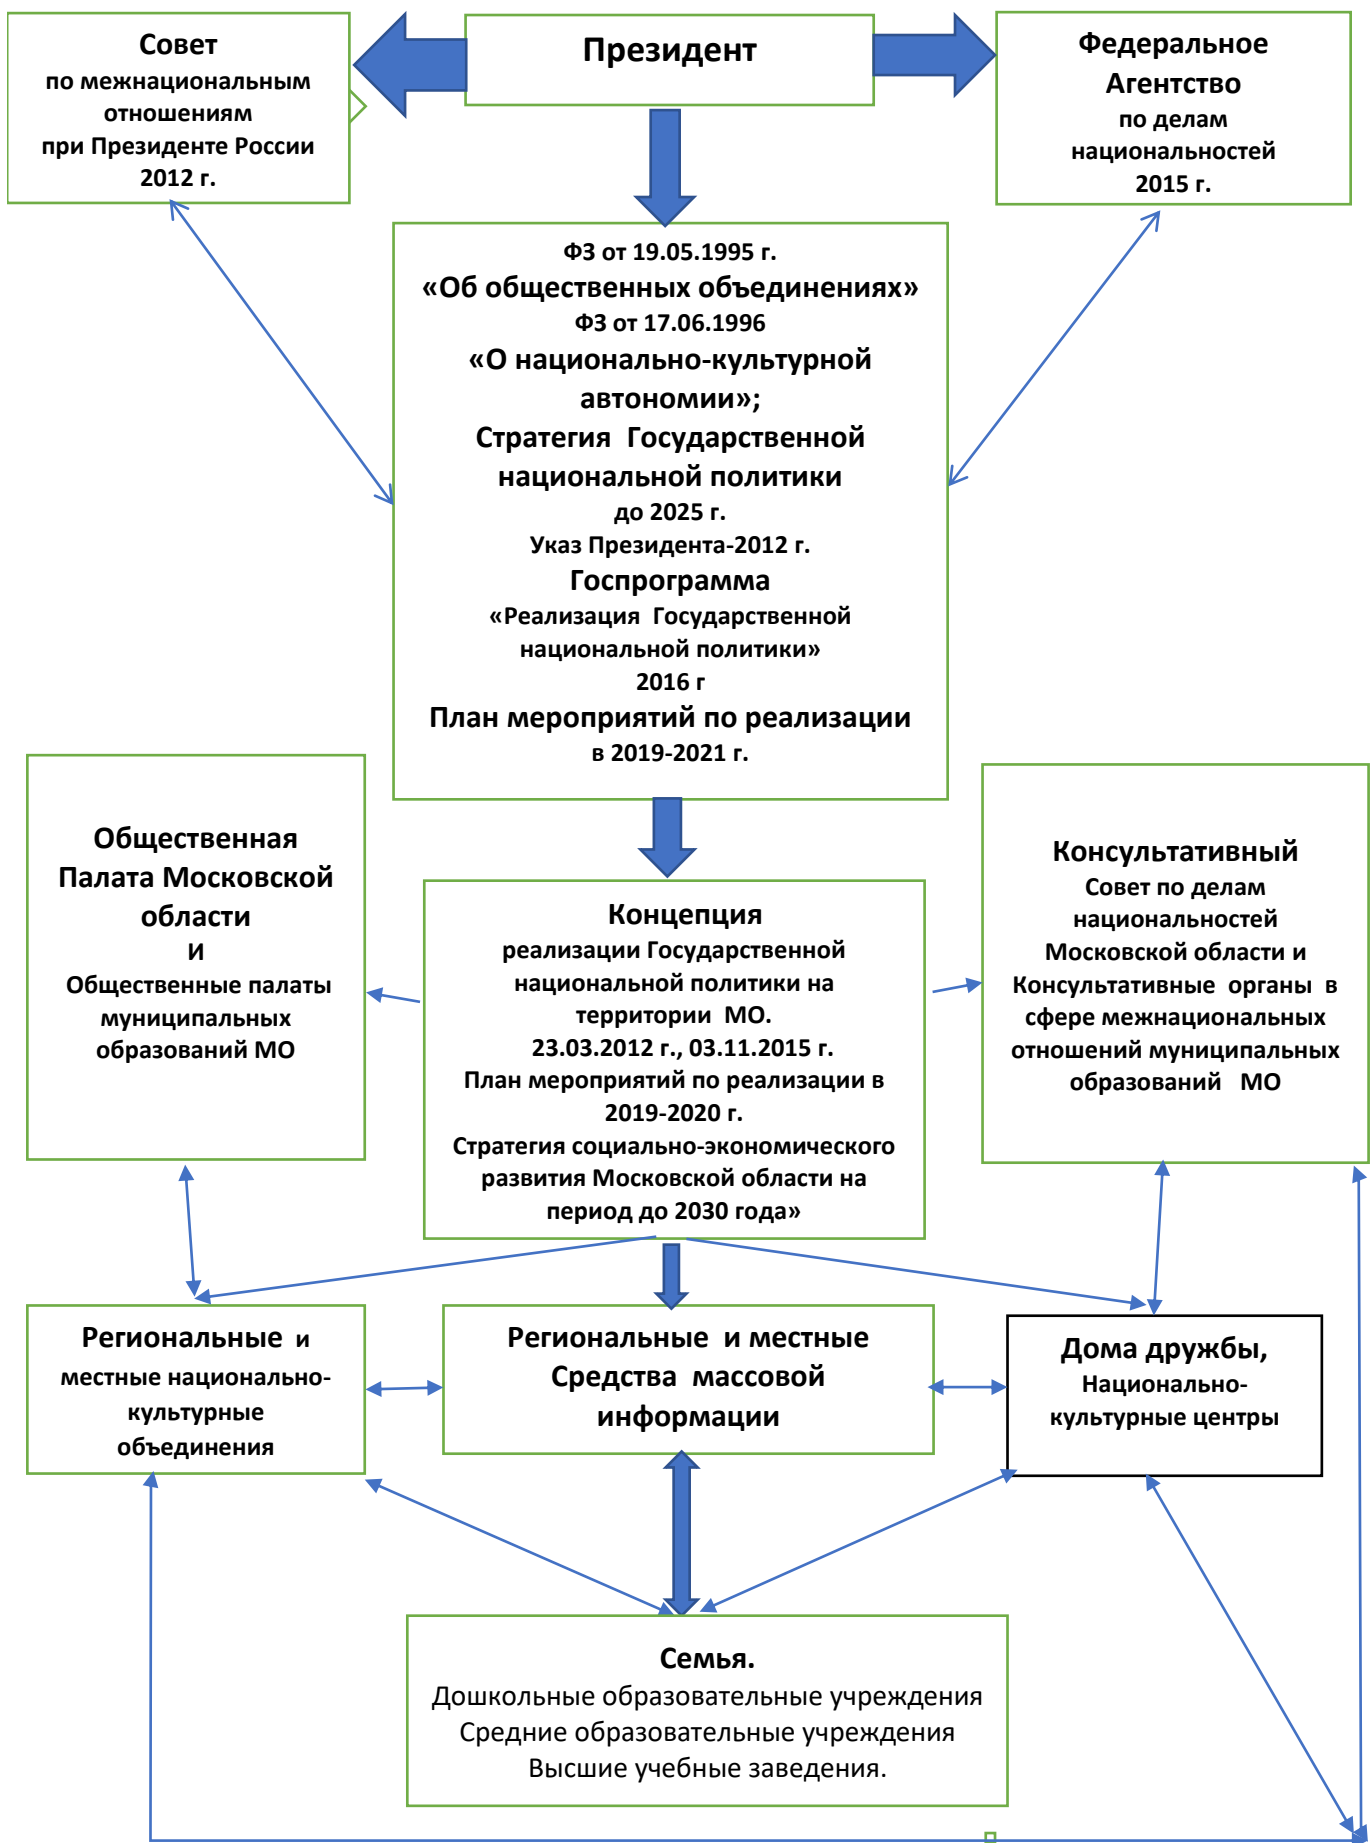 Совет
по межнациональным
отношениям
при Президенте России
2012 г.
Президент
Федеральное
Агентство
по делам
национальностей
2015 г.
ФЗ от 19.05.1995 г.
«Об общественных объединениях»
ФЗ от 17.06.1996
«О национально-культурной
автономии»;
Стратегия Государственной
национальной политики
до 2025 г.
Указ Президента-2012 г.
Госпрограмма
«Реализация Государственной
национальной политики»
2016 г
План мероприятий по реализации
в 2019-2021 г.
Общественная
Палата Московской
области
И
Общественные палаты
муниципальных
образований МО
Концепция
реализации Государственной
национальной политики на
территории МО.
23.03.2012 г., 03.11.2015 г.
План мероприятий по реализации в
2019-2020 г.
Стратегия социально-экономического
развития Московской области на
период до 2030 года»
Консультативный
Совет по делам
национальностей
Московской области и
Консультативные органы в
сфере межнациональных
отношений муниципальных
образований МО
Региональные и
местные национально-
культурные
объединения
Региональные и местные
Средства массовой
информации
Дома дружбы,
Национально-
культурные центры
Семья.
Дошкольные образовательные учреждения
Средние образовательные учреждения
Высшие учебные заведения.